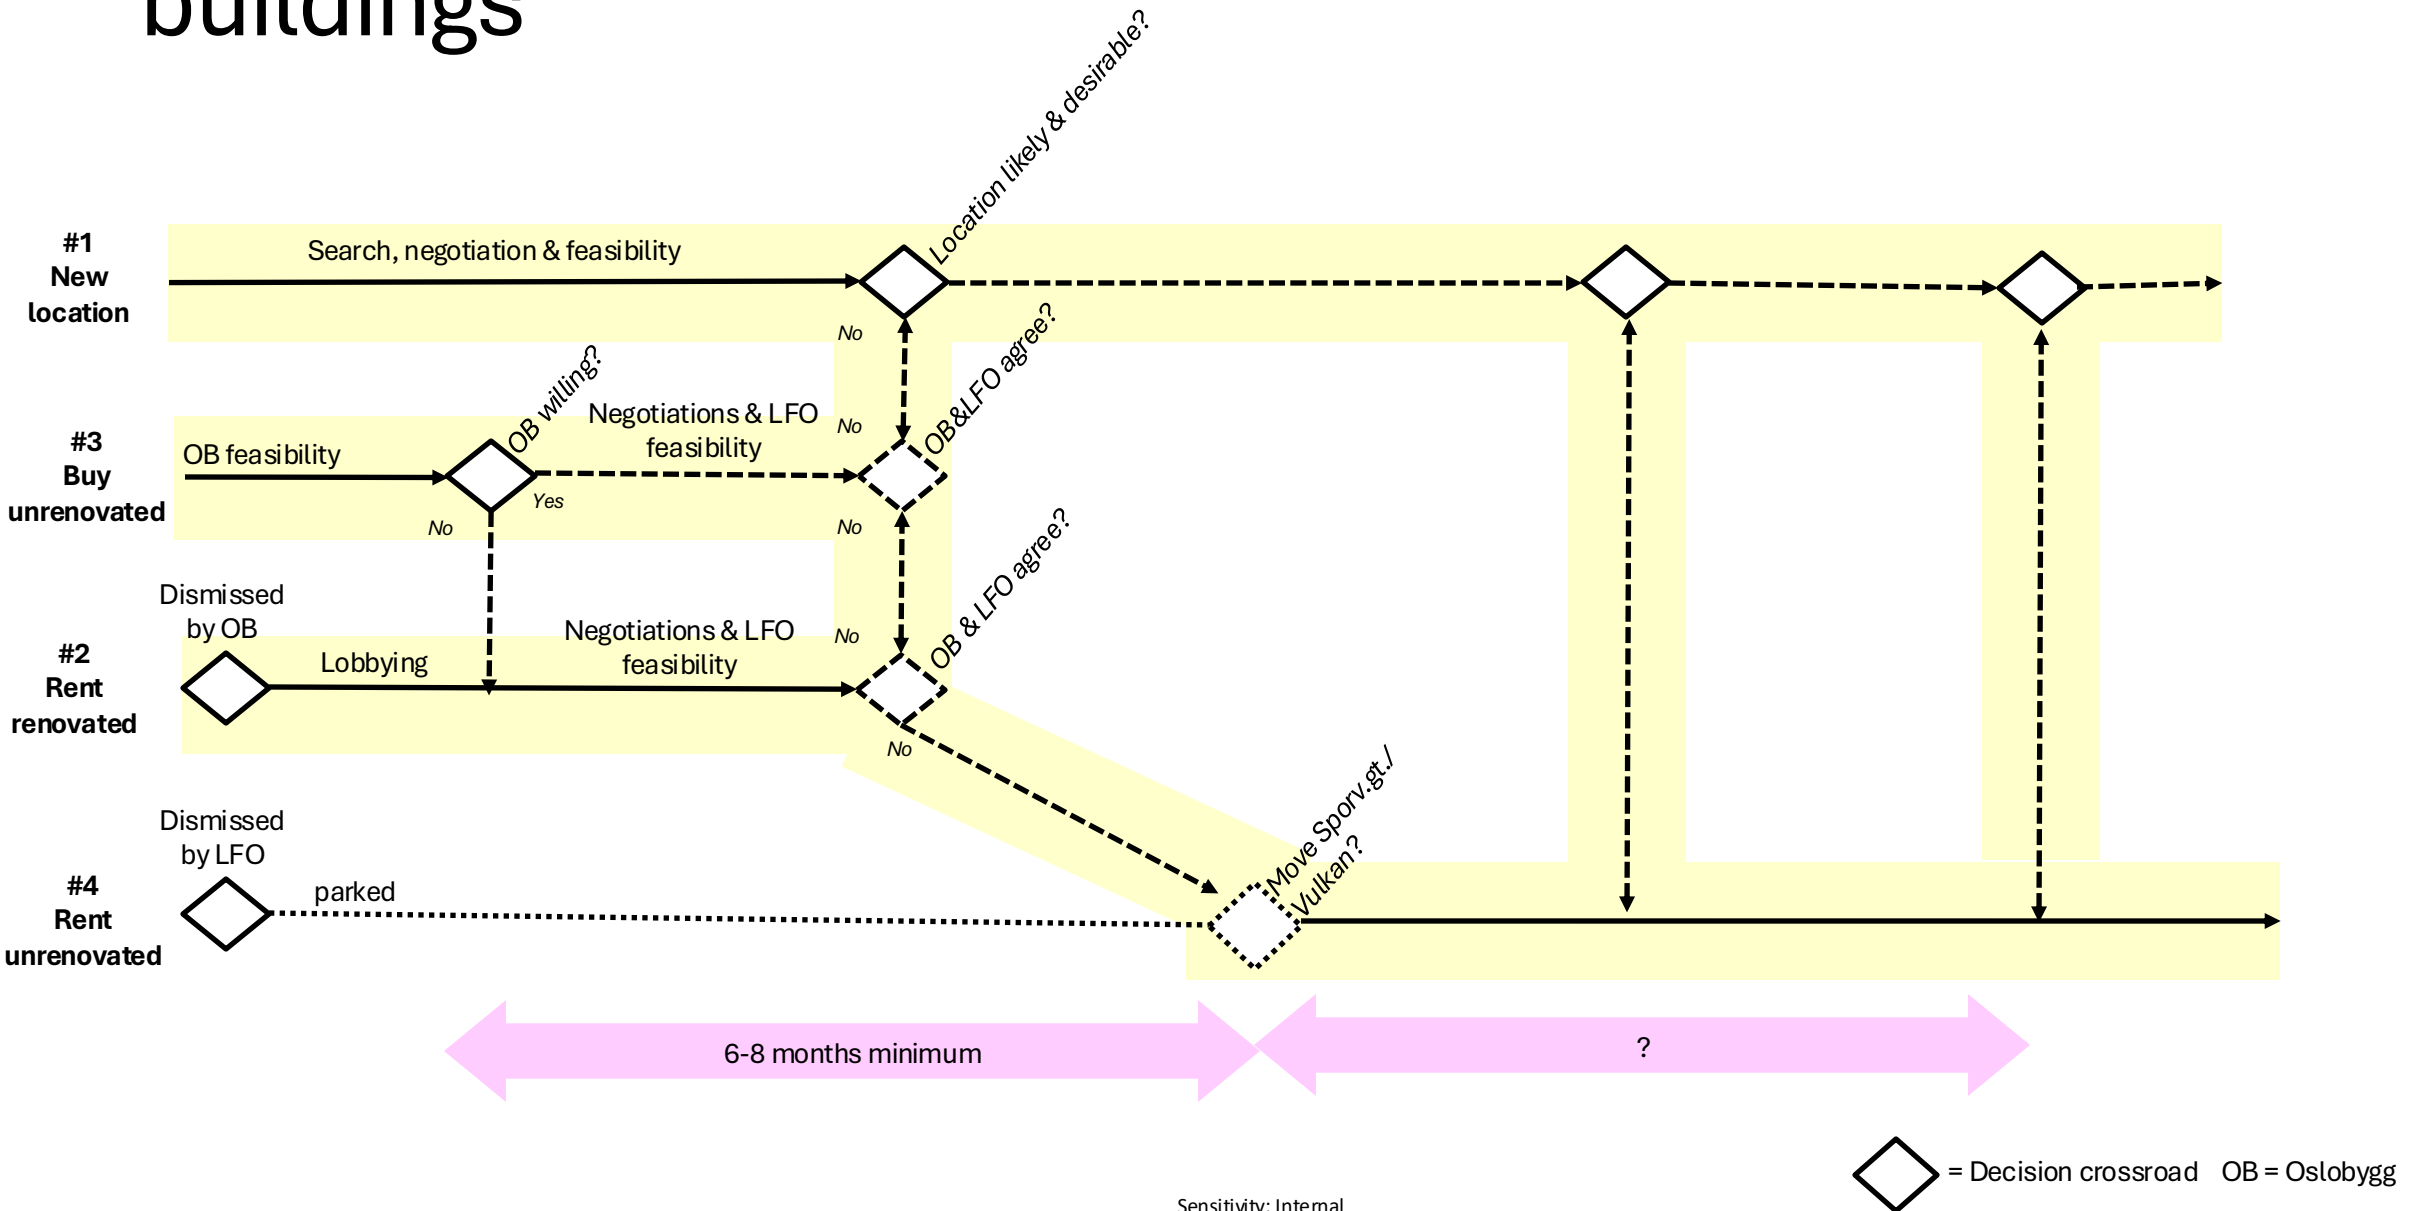 buildings
Location likely & desirable?
#1
New
location
Search, negotiation & feasibility
No
OB willing?
OB&LFO agree?
#3
Buy
unrenovated
OB feasibility
Negotiations & LFO
feasibility
No
Yes
No
No
OB & LFO agree?
Dismissed
by OB
#2
Rent
renovated
Lobbying
Negotiations & LFO
feasibility
No
No
Move Sporv.gt./
Vulkan?
Dismissed
by LFO
#4
Rent
unrenovated
parked
6-8 months minimum
?
= Decision crossroad
OB = Oslobygg
Sensitivity: Internal